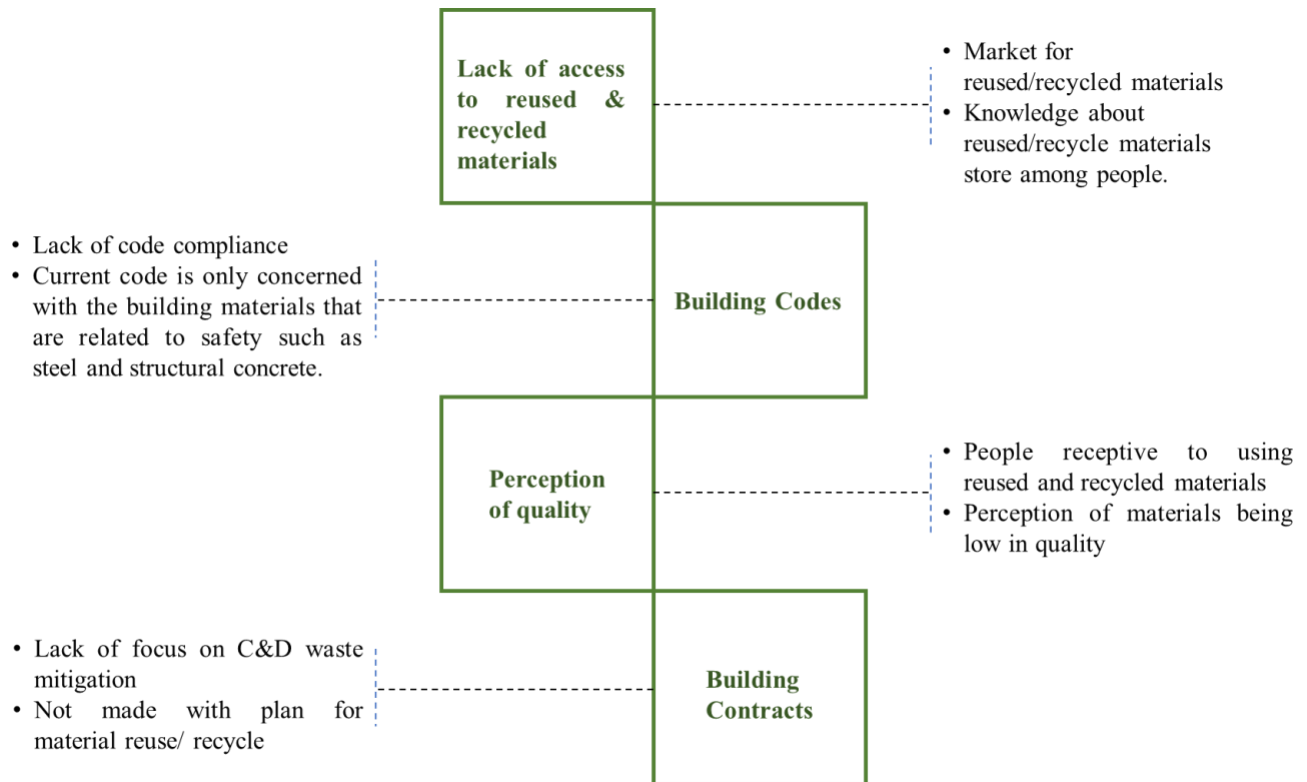 Lack of access
to reused &
recycled
materials
• Market for
reused/recycled materials
• Knowledge about
reused/recycle materials
store among people.
• Lack of code compliance
• Current code is only concerned
with the building materials that
are related to safety such as
steel and structural concrete.
Building Codes
Perception
of quality
• People receptive to using
reused and recycled materials
• Perception of materials being
low in quality
• Lack of focus on C&D waste
mitigation
• Not made with plan for
material reuse/ recycle
Building
Contracts